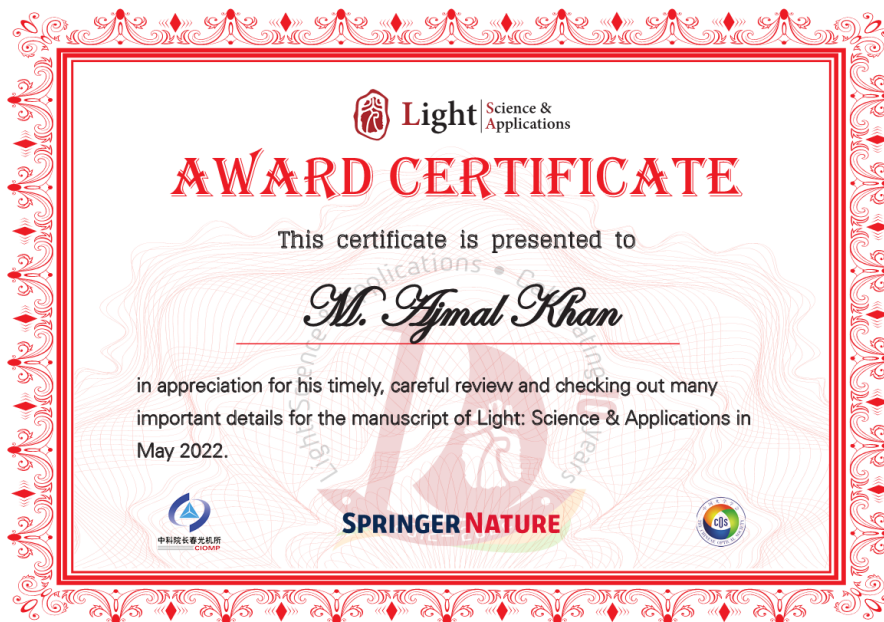 Light Science & Applications
AWARD CERTIFICATE
This certificate is presented to
M. Ajmal Khan
in appreciation for his timely, careful review and checking out many
important details for the manuscript of Light: Science & Applications in
May 2022.
中科院长春光机所
CIOMP
SPRINGER NATURE
COS